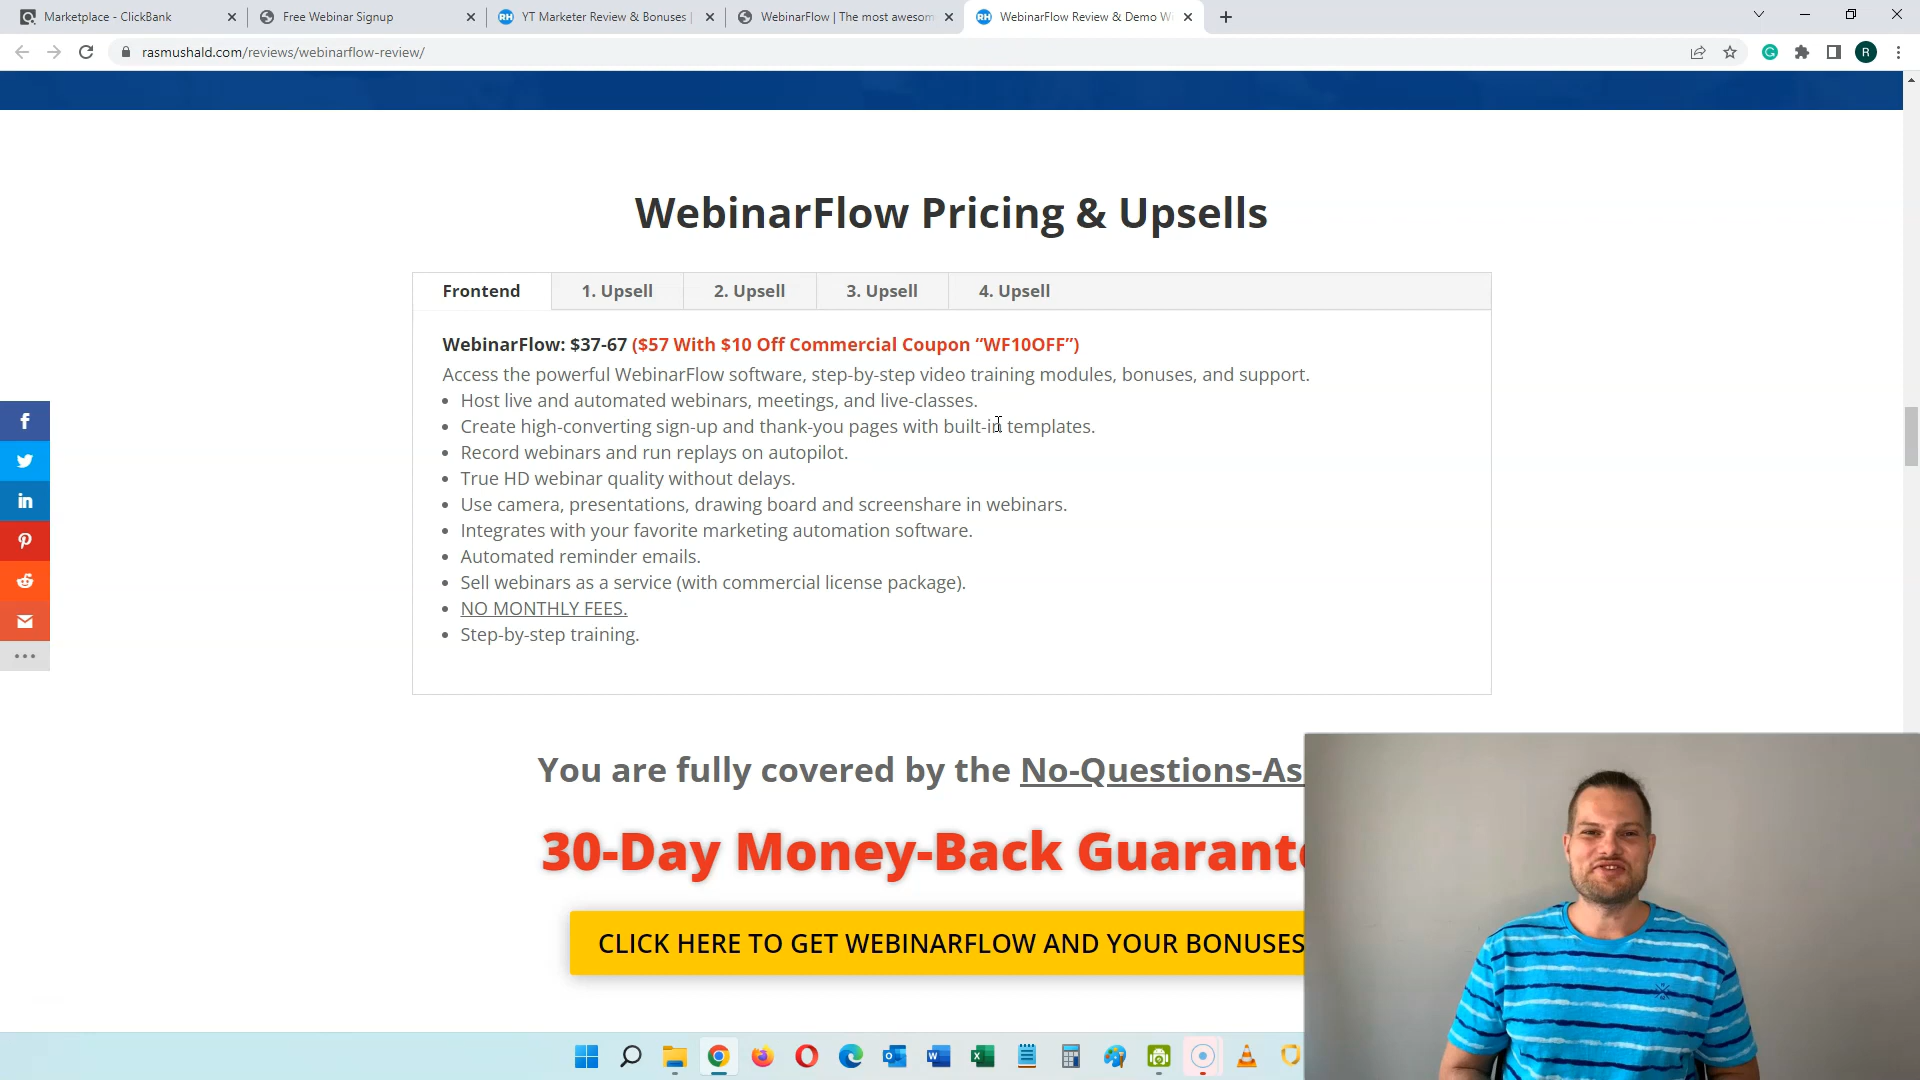 Marketplace - ClickBank
Free Webinar Signup
YT Marketer Review & Bonuses |
WebinarFlow | The most awesom
WebinarFlow Review & Demo W
rasmushald.com/reviews/webinarflow-review/
R
WebinarFlow Pricing & Upsells
Frontend
1. Upsell
2. Upsell
3. Upsell
4. Upsell
WebinarFlow: $37-67 ($57 With $10 Off Commercial Coupon “WF10OFF”)
Access the powerful WebinarFlow software, step-by-step video training modules, bonuses, and support.
• Host live and automated webinars, meetings, and live-classes.
• Create high-converting sign-up and thank-you pages with built-in templates.
• Record webinars and run replays on autopilot.
• True HD webinar quality without delays.
• Use camera, presentations, drawing board and screenshare in webinars.
• Integrates with your favorite marketing automation software.
• Automated reminder emails.
• Sell webinars as a service (with commercial license package).
• NO MONTHLY FEES.
• Step-by-step training.
You are fully covered by the No-Questions-As
30-Day Money-Back Guarante
CLICK HERE TO GET WEBINARFLOW AND YOUR BONUSES